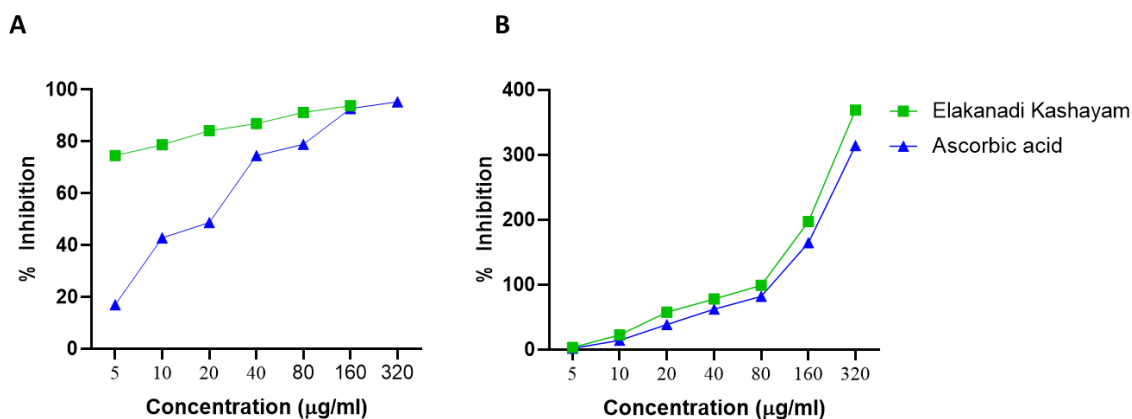 A
100
80
60
40
20
0
% Inhibition
5 10 20 40 80 160 320
Concentration (μg/ml)
B
400
300
200
100
0
% Inhibition
5 10 20 40 80 160 320
Concentration (μg/ml)
Elakanadi Kashayam
Ascorbic acid